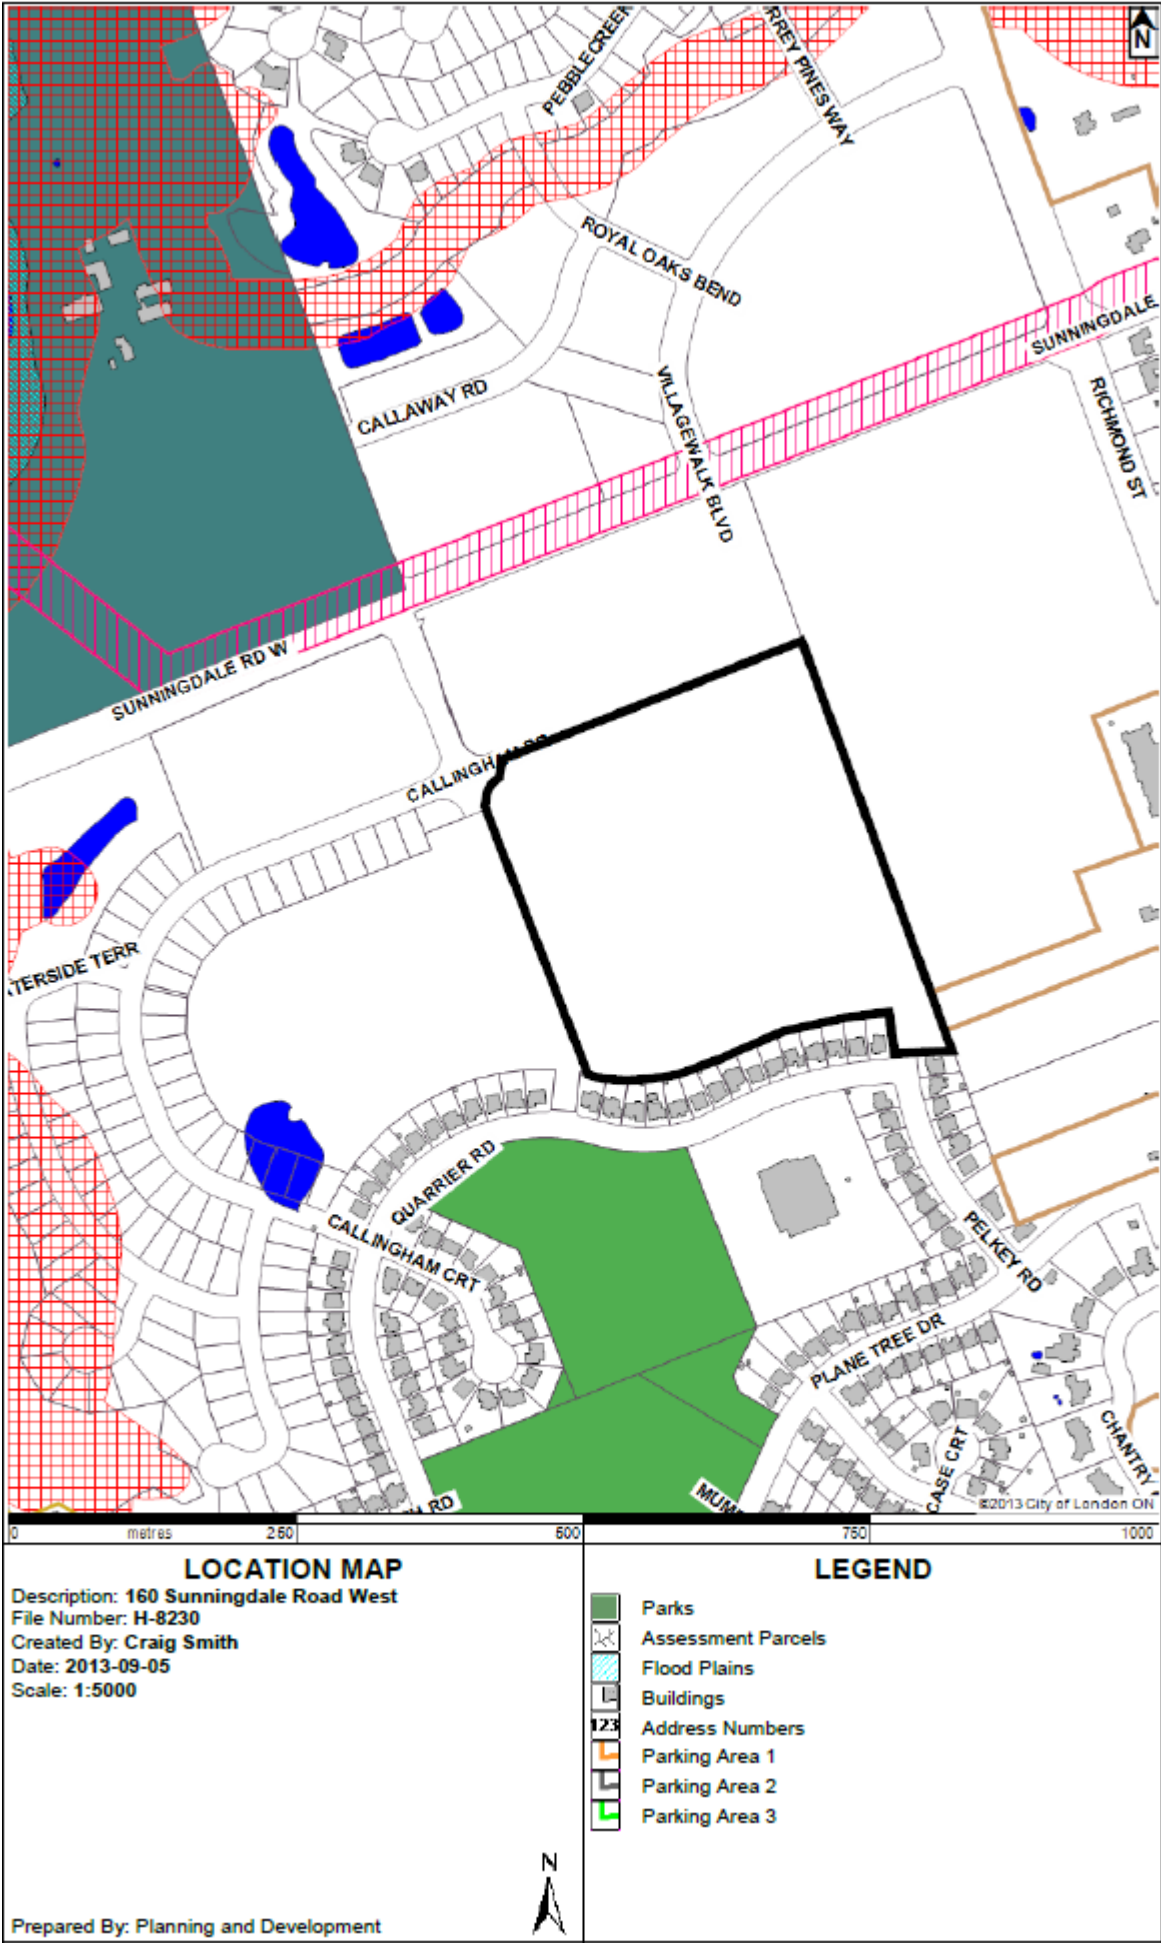 N
PEBBLECREEK
RREY PINES WAY
ROYAL OAKS BEND
SUNNINGDALE
CALLAWAY RD
VILLAGEWALK BLVD
RICHMOND ST
SUNNINGDALE RD W
CALLINGHAM
TERSIDE TERR
QUARRIER RD
CALLINGHAM CRT
PELKEY RD
PLANE TREE DR
CASE CRT
CHANTRY
RD
MUM
©2013 City of London ON
0 metres 250 500 750 1000
LOCATION MAP
Description: 160 Sunningdale Road West
File Number: H-8230
Created By: Craig Smith
Date: 2013-09-05
Scale: 1:5000
N
Prepared By: Planning and Development
LEGEND
Parks
Assessment Parcels
Flood Plains
Buildings
123 Address Numbers
Parking Area 1
Parking Area 2
Parking Area 3